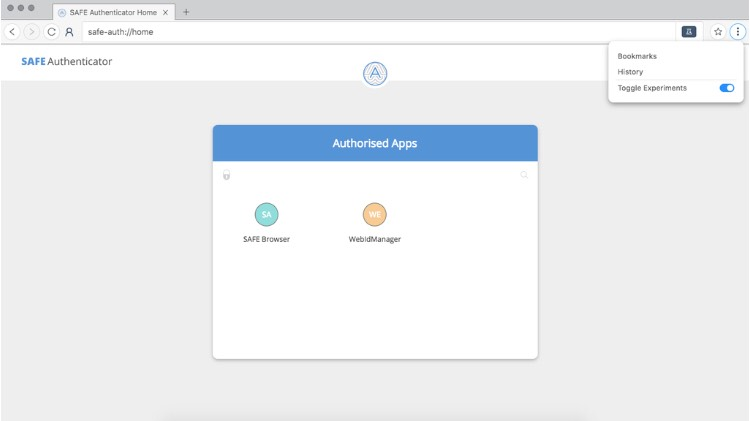 SAFE Authenticator Home
safe-auth://home
Bookmarks
History
Toggle Experiments
SAFE Authenticator
A
Authorised Apps
SA
WE
SAFE Browser
WebIdManager